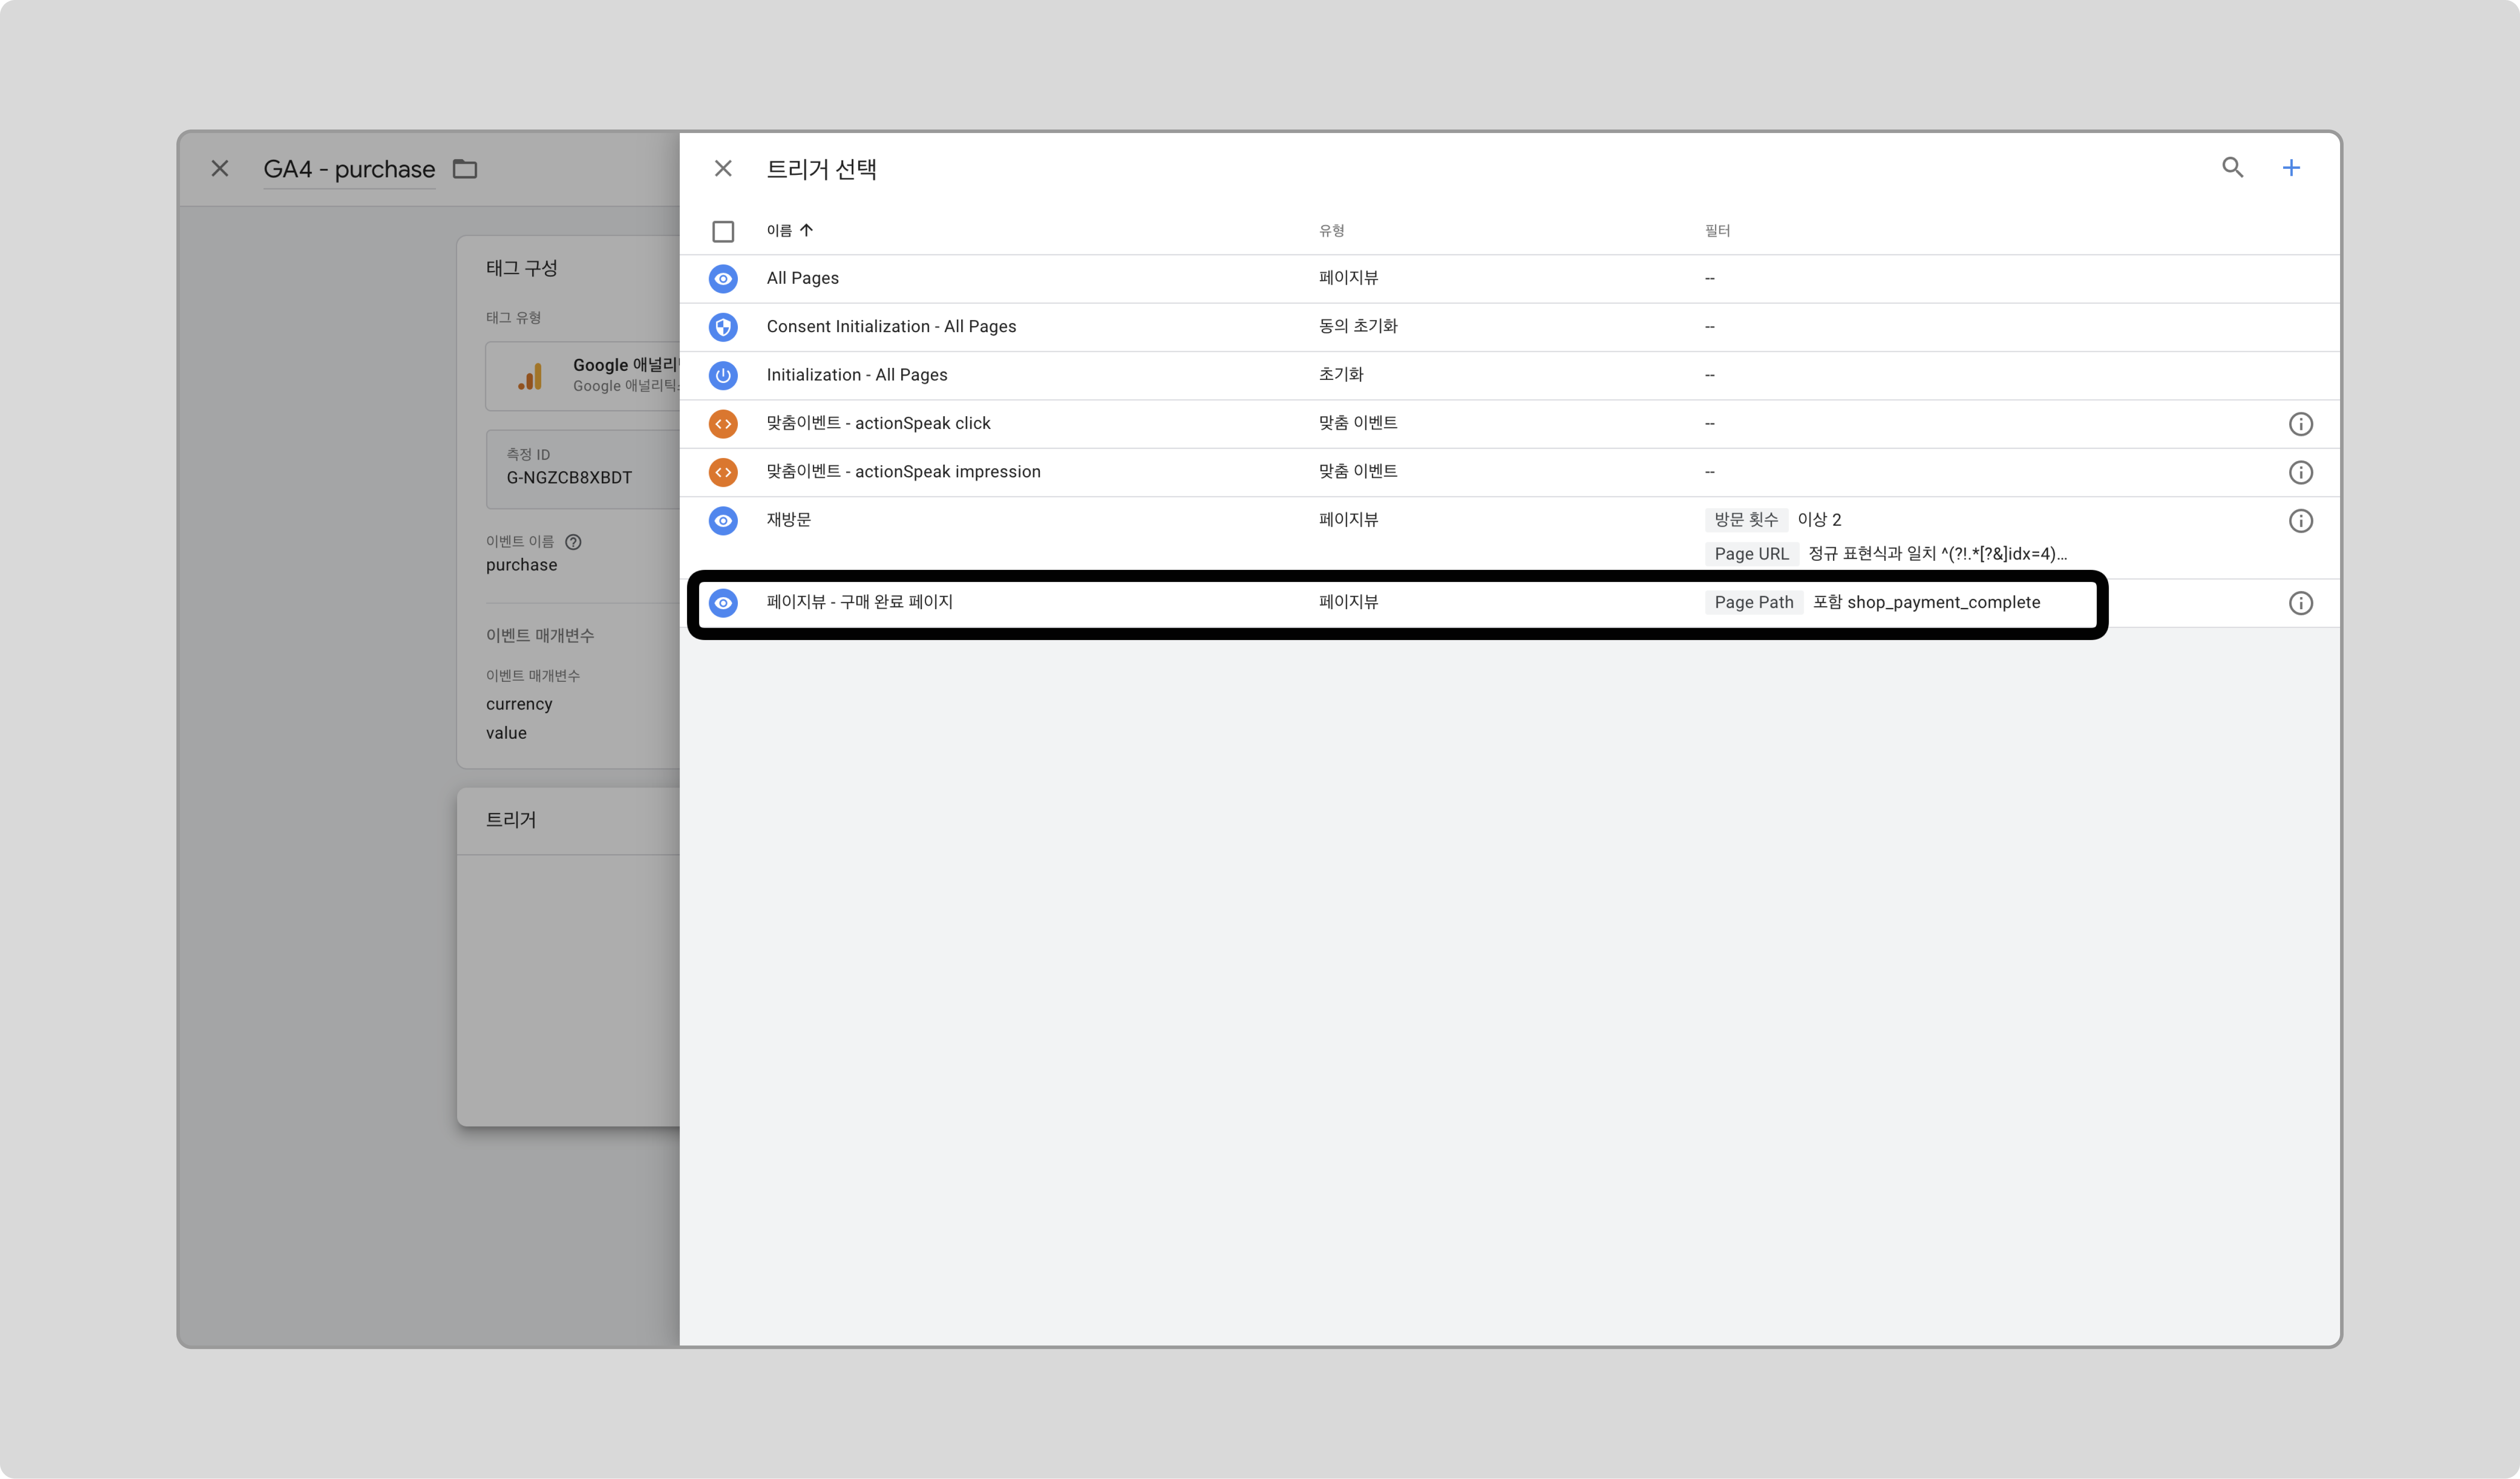 GA4 - purchase
태그 구성
태그 유형
Google 애널리
Google 애널리틱
측정 ID
G-NGZCB8XBDT
이벤트 이름
purchase
이벤트 매개변수
이벤트 매개변수
currency
value
트리거
트리거 선택
이름 유형 필터
All Pages 페이지뷰 --
Consent Initialization - All Pages 동의 초기화 --
Initialization - All Pages 초기화 --
맞춤이벤트 - actionSpeak click 맞춤 이벤트 --
맞춤이벤트 - actionSpeak impression 맞춤 이벤트 --
재방문 페이지뷰 방문 횟수 이상 2
Page URL 정규 표현식과 일치 ^(?!.*[?&]idx=4)...
페이지뷰 - 구매 완료 페이지 페이지뷰 Page Path 포함 shop_payment_complete